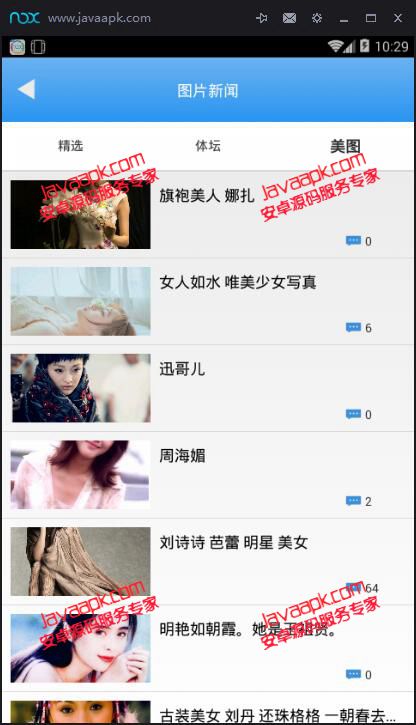 nox www.javaapk.com
10:29
图片新闻
精选 体坛 美图
Javaapk.com
安卓源码服务专家
Javaapk.com
安卓源码服务专家
旗袍美人 娜扎
0
女人如水 唯美少女写真
6
迅哥儿
0
周海媚
2
刘诗诗 芭蕾 明星 美女
64
Javaapk.com
安卓源码服务专家
Javaapk.com
安卓源码服务专家
明艳如朝霞。她是王祖贤。
0
古装美女 刘丹 还珠格格 一朝春去...